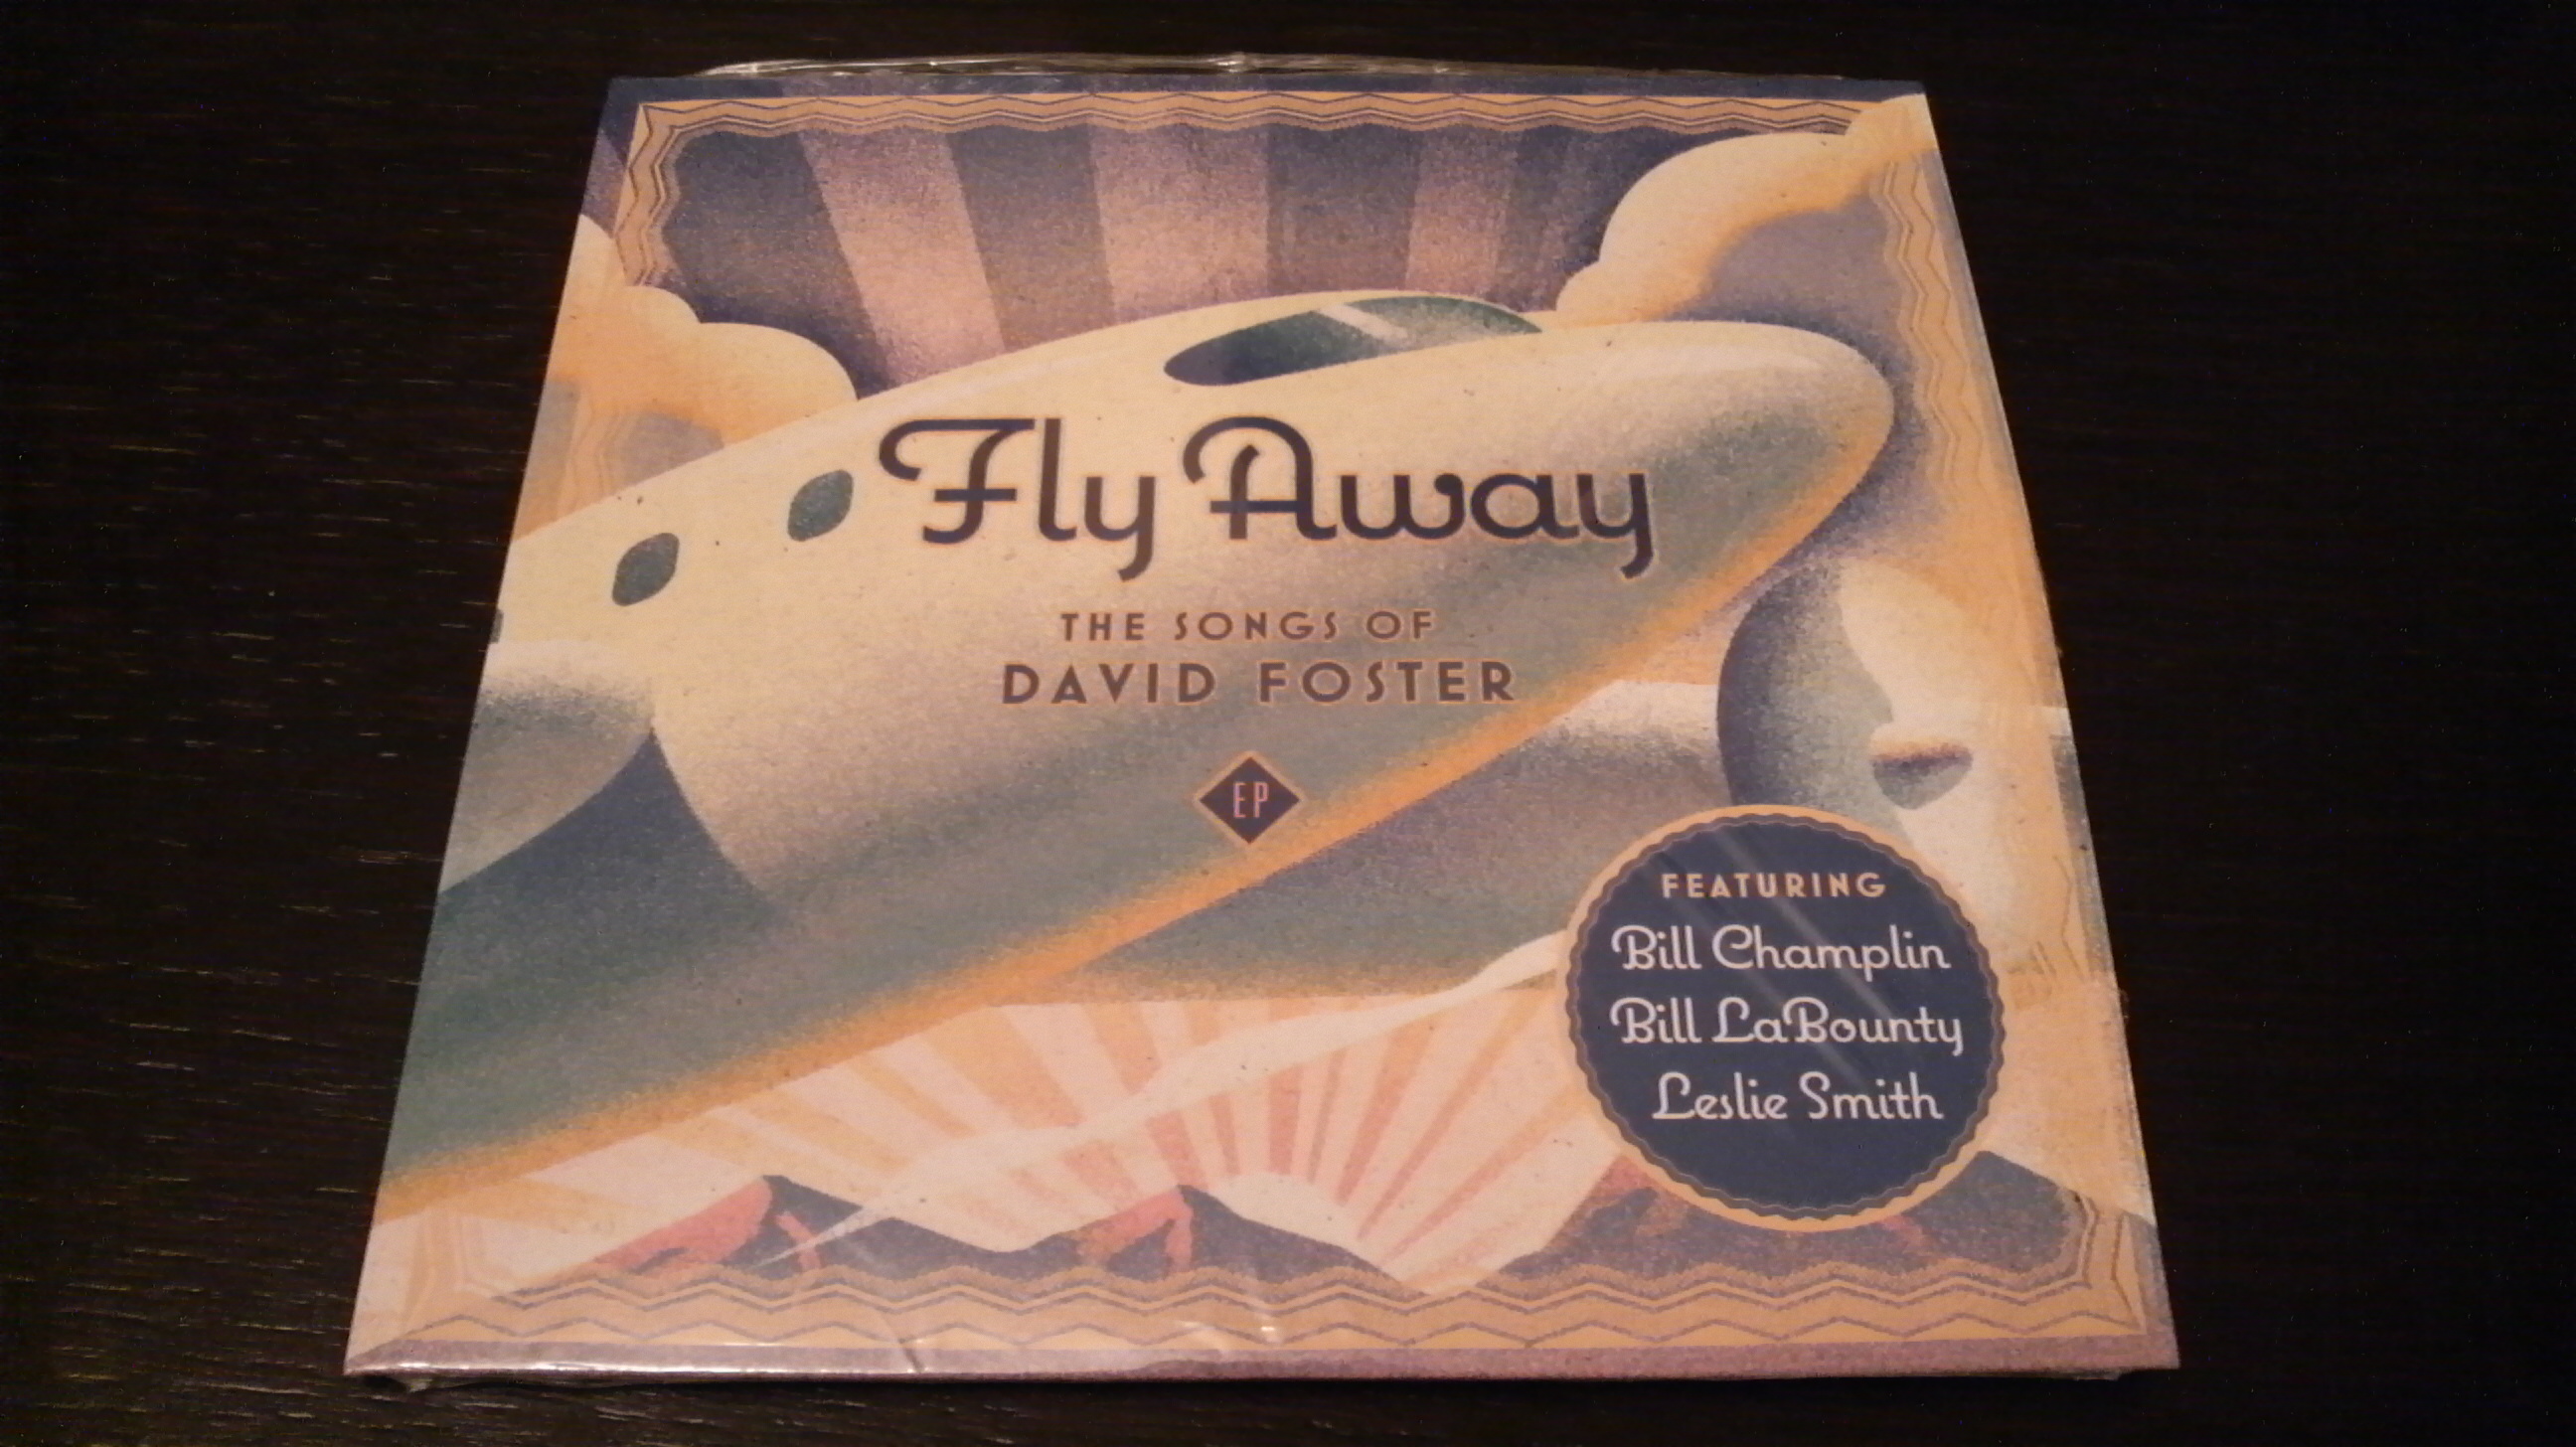 Fly Away
THE SONGS OF
DAVID FOSTER
EP
FEATURING
Bill Champlin
Bill LaBounty
Leslie Smith